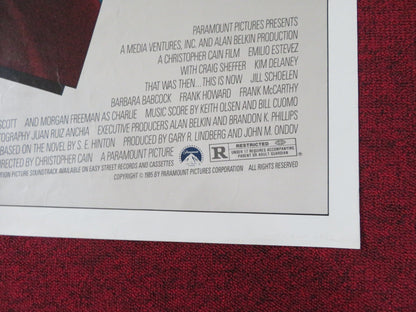 PARAMOUNT PICTURES PRESENTS
A MEDIA VENTURES, INC. AND ALAN BELKIN PRODUCTION
A CHRISTOPHER CAIN FILM EMILIO ESTEVEZ
WITH CRAIG SHEFFER KIM DELANEY
THAT WAS THEN... THIS IS NOW JILL SCHOELEN
BARBARA BABCOCK FRANK HOWARD FRANK McCARTHY
SCOTT AND MORGAN FREEMAN AS CHARLIE MUSIC SCORE BY KEITH OLSEN AND BILL CUOMO
TOGRAPHY JUAN RUIZ ANCHIA EXECUTIVE PRODUCERS ALAN BELKIN AND BRANDON K. PHILLIPS
BASED ON THE NOVEL BY S. E. HINTON PRODUCED BY GARY R. LINDBERG AND JOHN M. ONDOV
RECTED BY CHRISTOPHER CAIN A PARAMOUNT PICTURE
Paramount
R RESTRICTED
UNDER 17 REQUIRES ACCOMPANYING
PARENT OR ADULT GUARDIAN
TION PICTURE SOUNDTRACK AVAILABLE ON EASY STREET RECORDS AND CASSETTES
COPYRIGHT © 1985 BY PARAMOUNT PICTURES CORPORATION ALL RIGHTS RESERVED